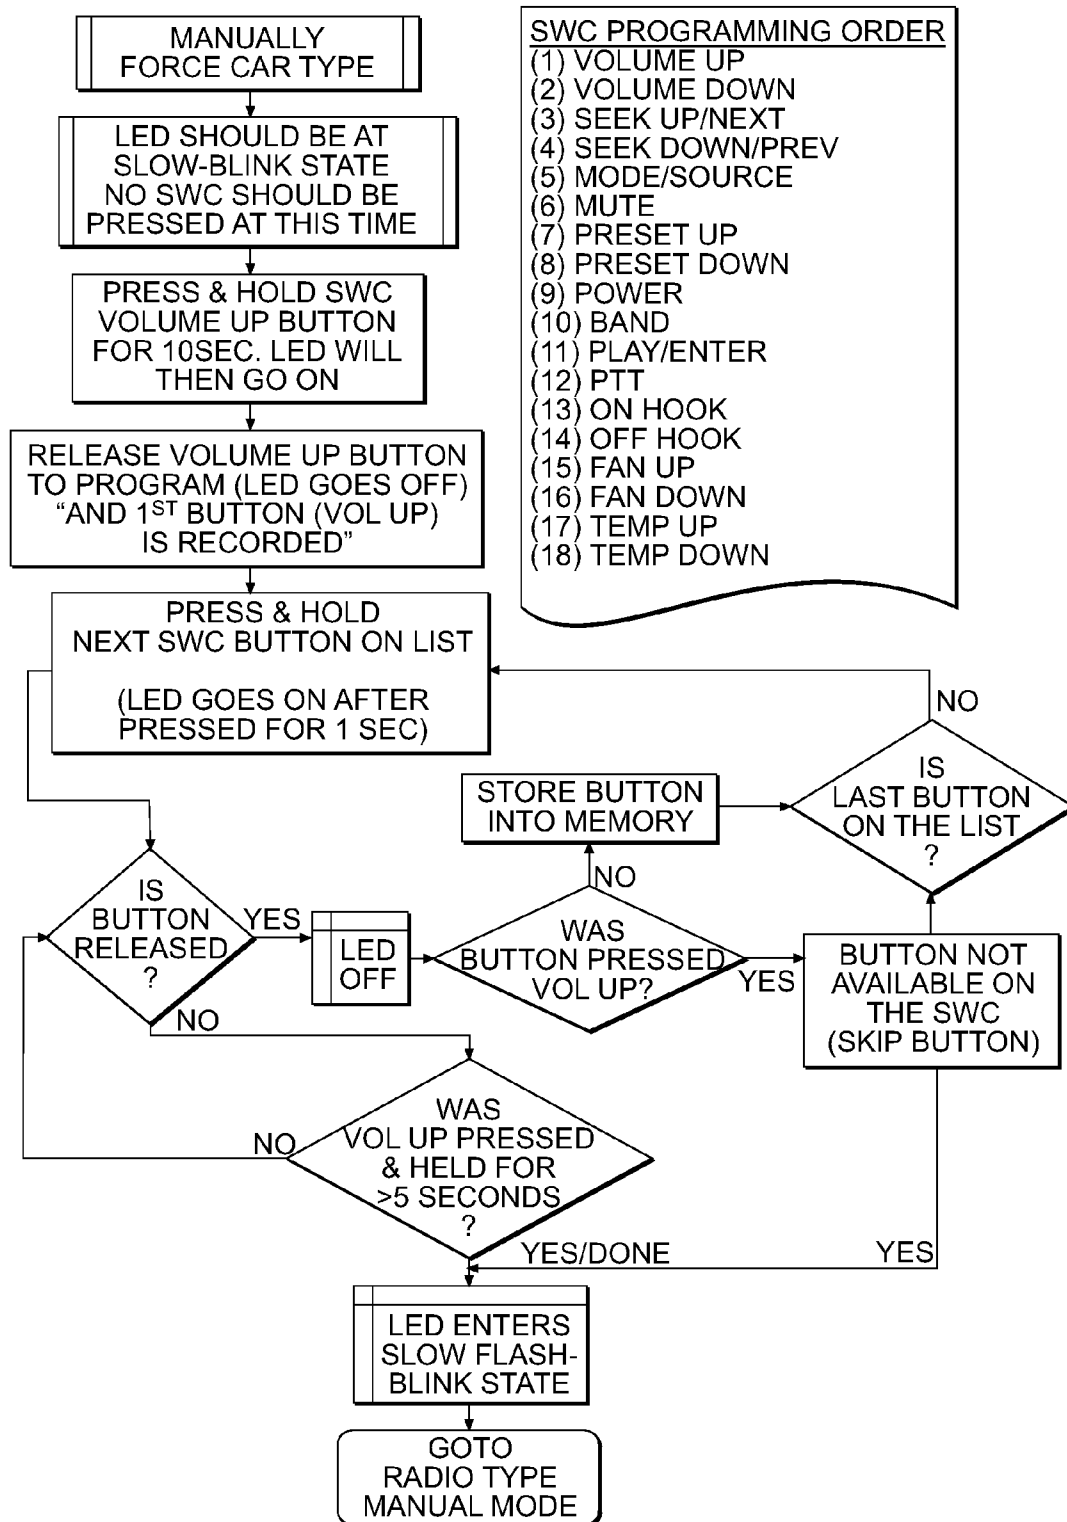 MANUALLY
FORCE CAR TYPE
LED SHOULD BE AT
SLOW-BLINK STATE
NO SWC SHOULD BE
PRESSED AT THIS TIME
PRESS & HOLD SWC
VOLUME UP BUTTON
FOR 10SEC. LED WILL
THEN GO ON
RELEASE VOLUME UP BUTTON
TO PROGRAM (LED GOES OFF)
“AND 1ST BUTTON (VOL UP)
IS RECORDED”
PRESS & HOLD
NEXT SWC BUTTON ON LIST
(LED GOES ON AFTER
PRESSED FOR 1 SEC)
SWC PROGRAMMING ORDER
(1) VOLUME UP
(2) VOLUME DOWN
(3) SEEK UP/NEXT
(4) SEEK DOWN/PREV
(5) MODE/SOURCE
(6) MUTE
(7) PRESET UP
(8) PRESET DOWN
(9) POWER
(10) BAND
(11) PLAY/ENTER
(12) PTT
(13) ON HOOK
(14) OFF HOOK
(15) FAN UP
(16) FAN DOWN
(17) TEMP UP
(18) TEMP DOWN
NO
IS
LAST BUTTON
ON THE LIST
?
STORE BUTTON
INTO MEMORY
NO
IS
BUTTON
RELEASED
?
YES
LED
OFF
WAS
BUTTON PRESSED
VOL UP?
YES
BUTTON NOT
AVAILABLE ON
THE SWC
(SKIP BUTTON)
NO
WAS
VOL UP PRESSED
& HELD FOR
>5 SECONDS
?
NO
YES/DONE
YES
LED ENTERS
SLOW FLASH-
BLINK STATE
GOTO
RADIO TYPE
MANUAL MODE